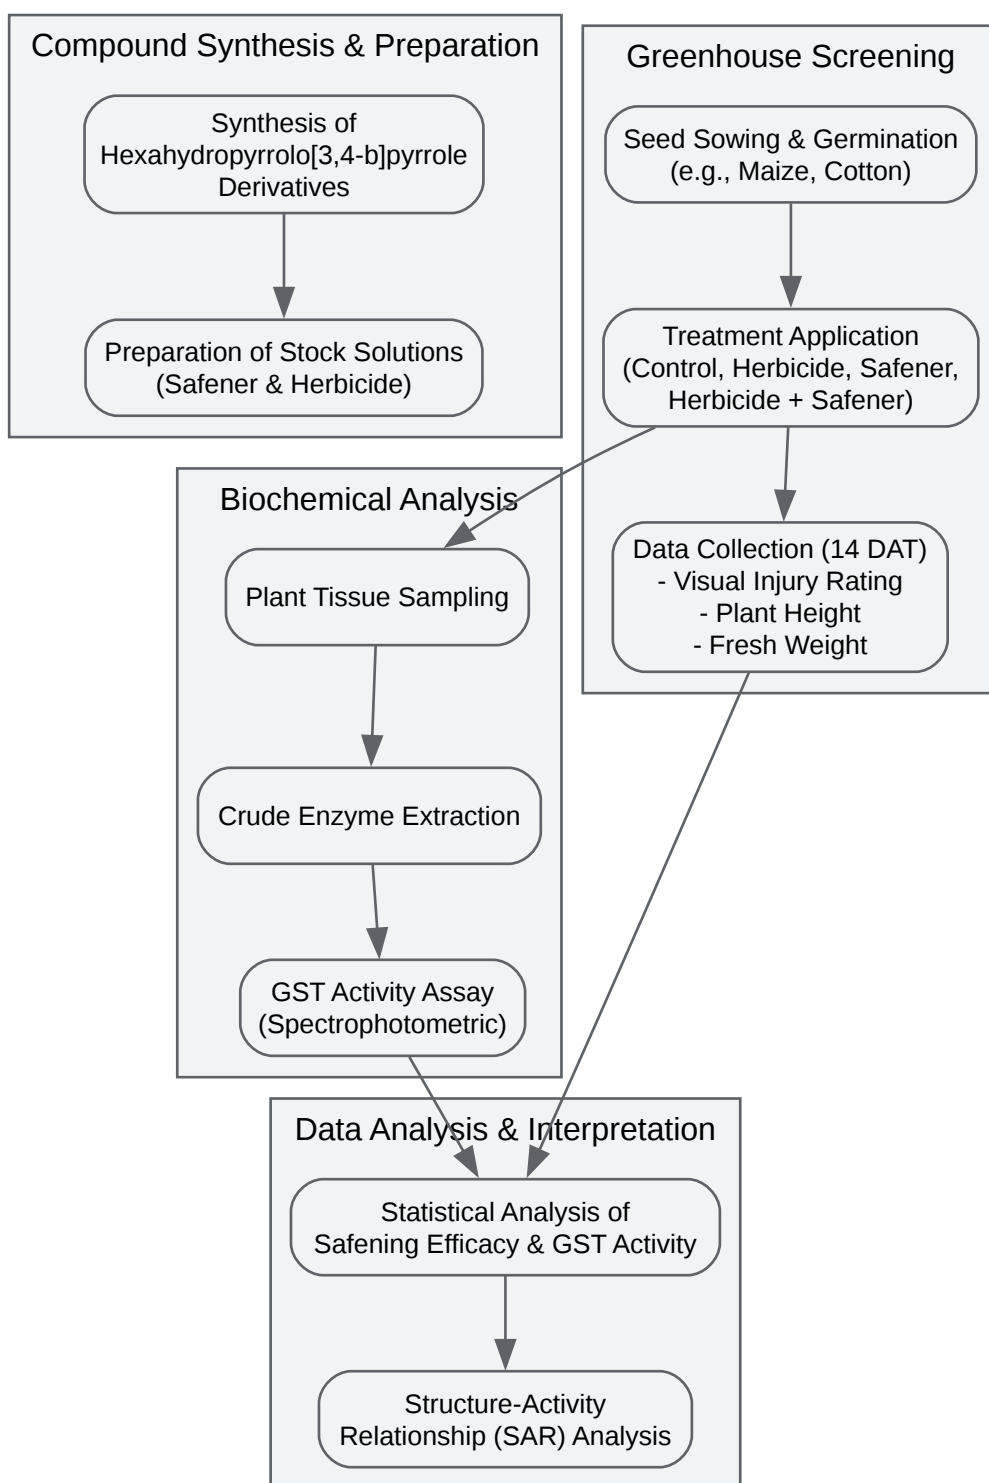 Compound Synthesis & Preparation
Synthesis of
Hexahydropyrrolo[3,4-b]pyrrole
Derivatives
Preparation of Stock Solutions
(Safener & Herbicide)
Greenhouse Screening
Seed Sowing & Germination
(e.g., Maize, Cotton)
Treatment Application
(Control, Herbicide, Safener,
Herbicide + Safener)
Data Collection (14 DAT)
- Visual Injury Rating
- Plant Height
- Fresh Weight
Biochemical Analysis
Plant Tissue Sampling
Crude Enzyme Extraction
GST Activity Assay
(Spectrophotometric)
Data Analysis & Interpretation
Statistical Analysis of
Safening Efficacy & GST Activity
Structure-Activity
Relationship (SAR) Analysis